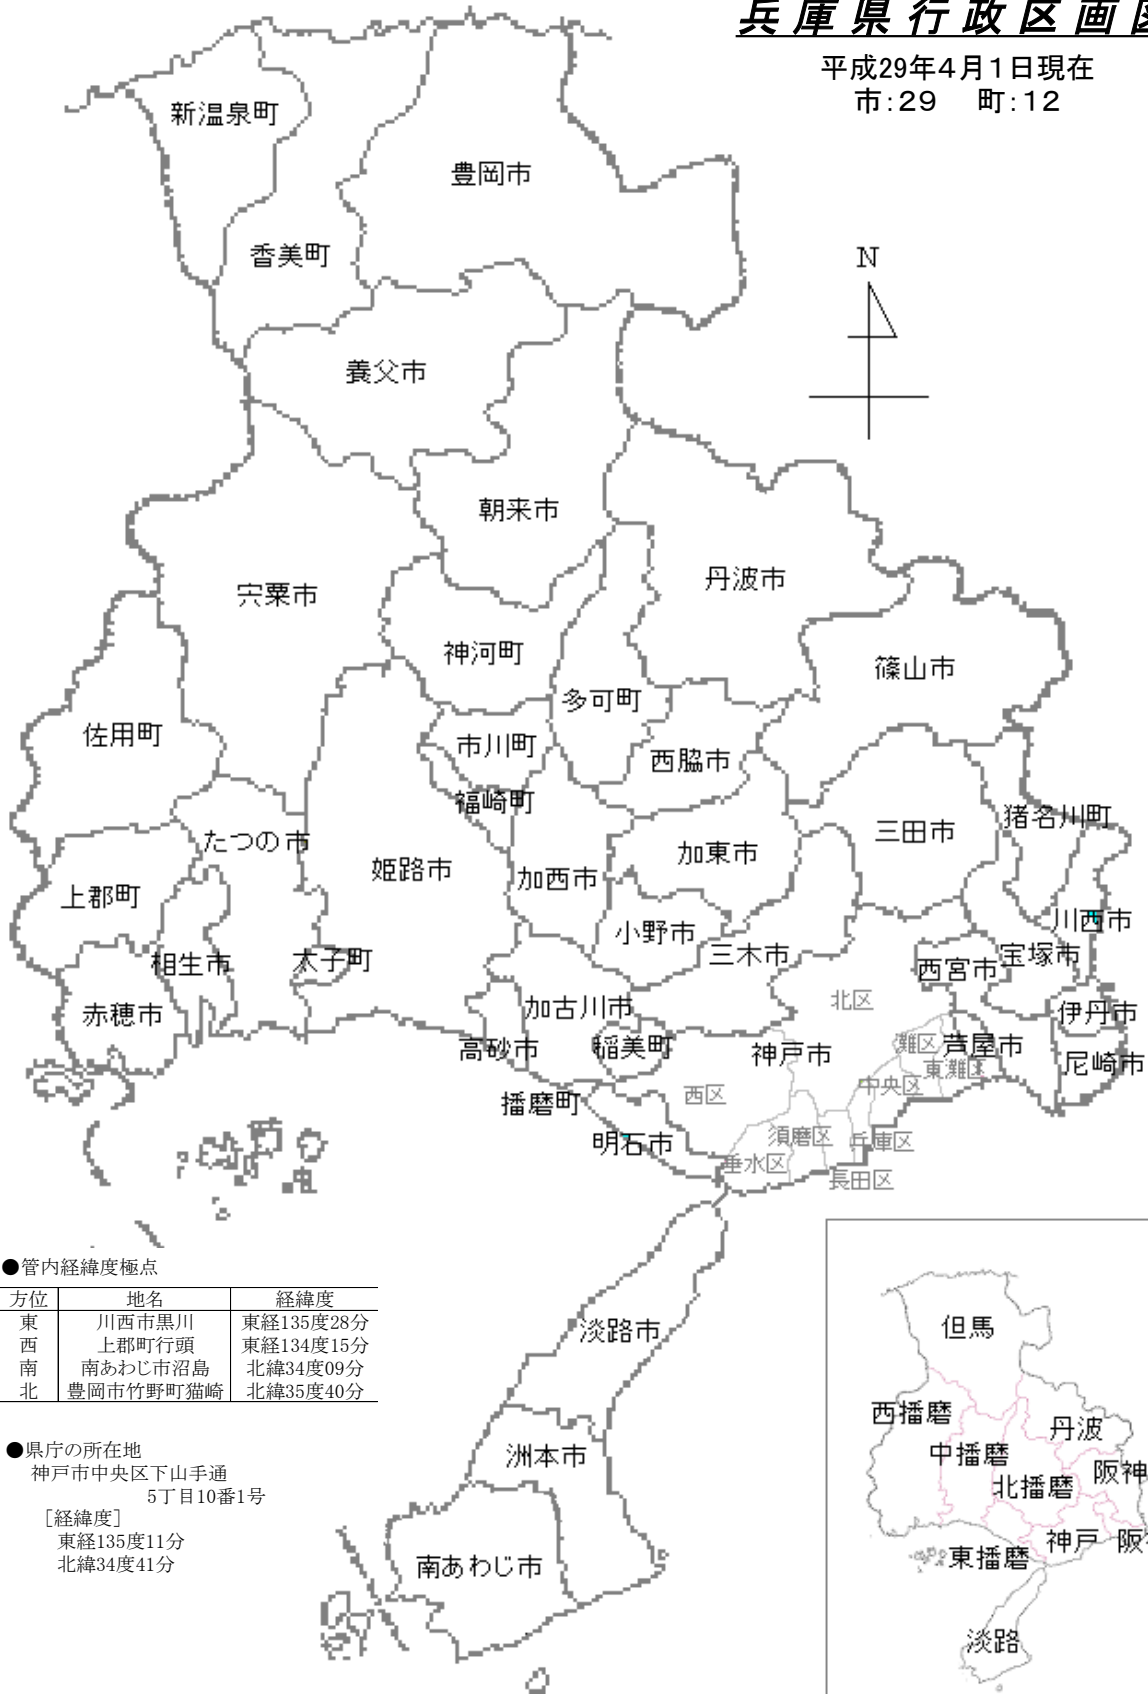 兵庫県行政区画図
平成29年4月1日現在
市:29 町:12
N
新温泉町
豊岡市
香美町
養父市
朝来市
丹波市
宍粟市
神河町
篠山市
多可町
佐用町
市川町
西脇市
福崎町
猪名川町
たつの市
三田市
加東市
姫路市
加西市
上郡町
川西市
小野市
三木市
宝塚市
相生市
太子町
西宮市
北区
加古川市
赤穂市
伊丹市
高砂市
稲美町
神戸市
灘区
芦屋市
東灘区
尼崎市
中央区
西区
播磨町
明石市
須磨区
兵庫区
垂水区
長田区
淡路市
洲本市
南あわじ市
●管内経緯度極点
方位 地名 経緯度
東 川西市黒川 東経135度28分
西 上郡町行頭 東経134度15分
南 南あわじ市沼島 北緯34度09分
北 豊岡市竹野町猫崎 北緯35度40分
●県庁の所在地
神戸市中央区下山手通
5丁目10番1号
[経緯度]
東経135度11分
北緯34度41分
但馬
西播磨
丹波
中播磨
阪神
北播磨
神戸
阪
東播磨
淡路